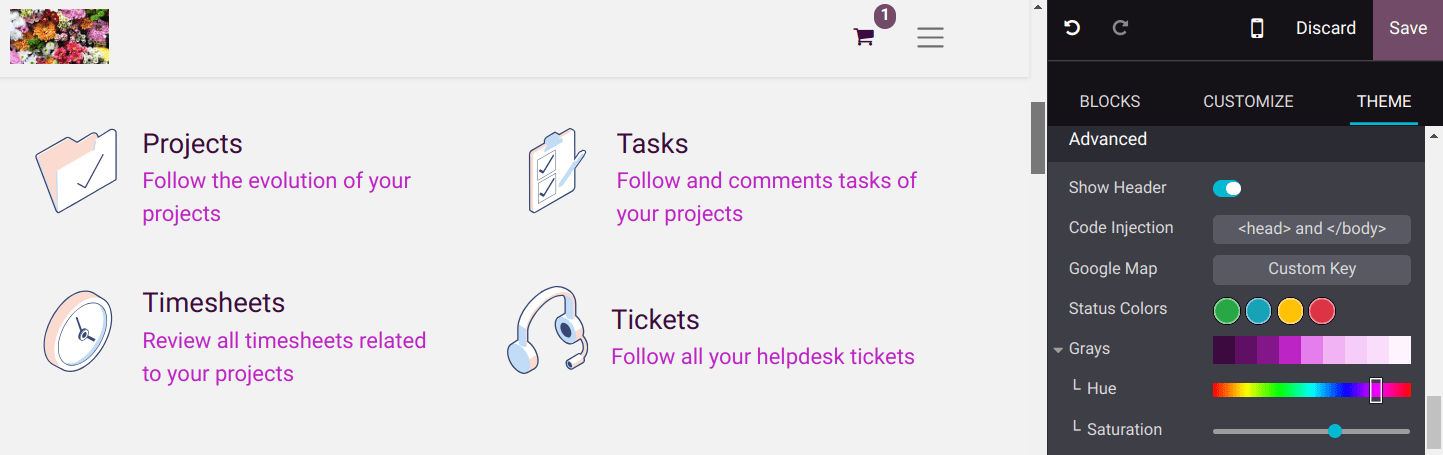 1
Discard
Save
BLOCKS
CUSTOMIZE
THEME
Projects
Follow the evolution of your
projects
Tasks
Follow and comments tasks of
your projects
Timesheets
Review all timesheets related
to your projects
Tickets
Follow all your helpdesk tickets
Advanced
Show Header
Code Injection
<head> and </body>
Google Map
Custom Key
Status Colors
Grays
Hue
Saturation